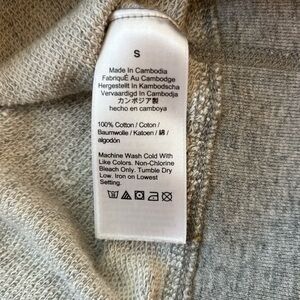 S
Made In Cambodia
FabriquÉ Au Cambodge
Hergestellt In Kambodscha
Vervaardigd In Cambodja
カンボジア製
hecho en camboya
100% Cotton / Coton /
Baumwolle / Katoen / 綿 /
algodón
Machine Wash Cold With
Like Colors. Non-Chlorine
Bleach Only. Tumble Dry
Low. Iron on Lowest
Setting.